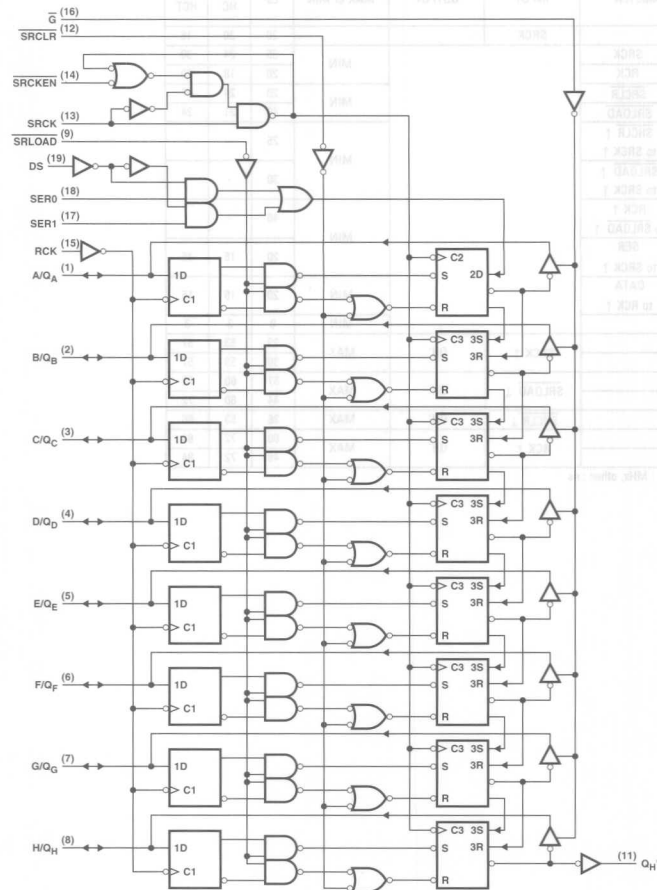 G (16)
SRCLR (12)
SRCKEN (14)
SRCK (13)
SRLOAD (9)
DS (19)
SER0 (18)
SER1 (17)
RCK (15)
A/QA (1) 1D C1 S R C2 2D
B/QB (2) 1D C1 S R C3 3S 3R
C/QC (3) 1D C1 S R C3 3S 3R
D/QD (4) 1D C1 S R C3 3S 3R
E/QE (5) 1D C1 S R C3 3S 3R
F/QF (6) 1D C1 S R C3 3S 3R
G/QG (7) 1D C1 S R C3 3S 3R
H/QH (8) 1D C1 S R C3 3S 3R
(11) QH'